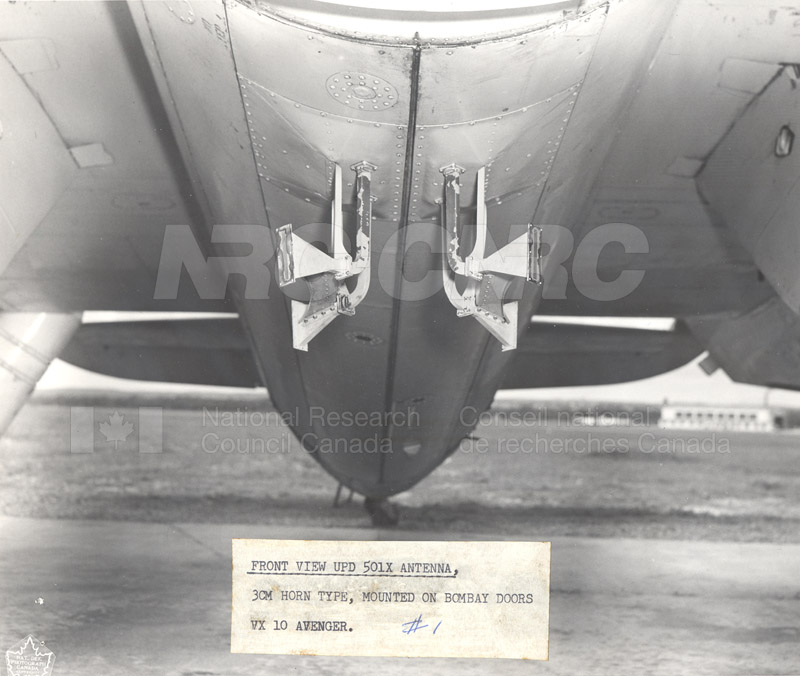 NRC CNRC
National Research Council Canada
Conseil national de recherches Canada
FRONT VIEW UPD 501X ANTENNA,
3CM HORN TYPE, MOUNTED ON BOMBAY DOORS
VX 10 AVENGER. #1